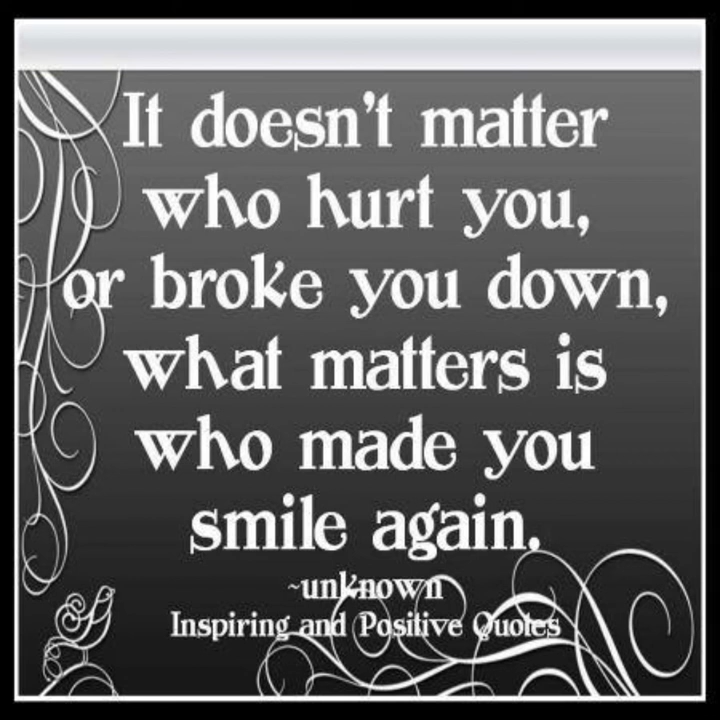 It doesn't matter
who hurt you,
or broke you down,
what matters is
who made you
smile again.
~unknown
Inspiring and Positive Quotes